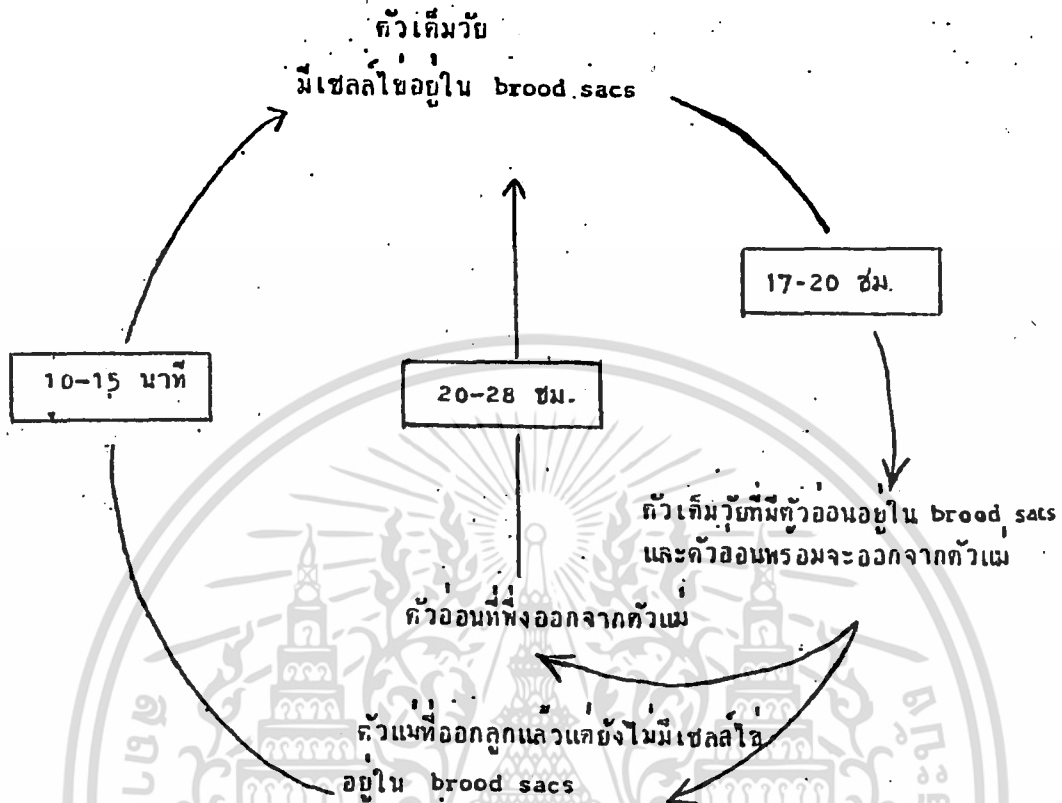 ตัวเต็มวัย
มีเซลล์ไข่อยู่ใน brood sacs
17-20 ชม.
10-15 นาที
20-28 ชม.
ตัวเต็มวัยที่มีตัวอ่อนอยู่ใน brood sacs
และตัวอ่อนพร้อมจะออกจากตัวแม่
ตัวอ่อนที่พึ่งออกจากตัวแม่
ตัวแม่ที่ออกลูกแล้วแต่ยังไม่มีเซลล์ไข่
อยู่ใน brood sacs